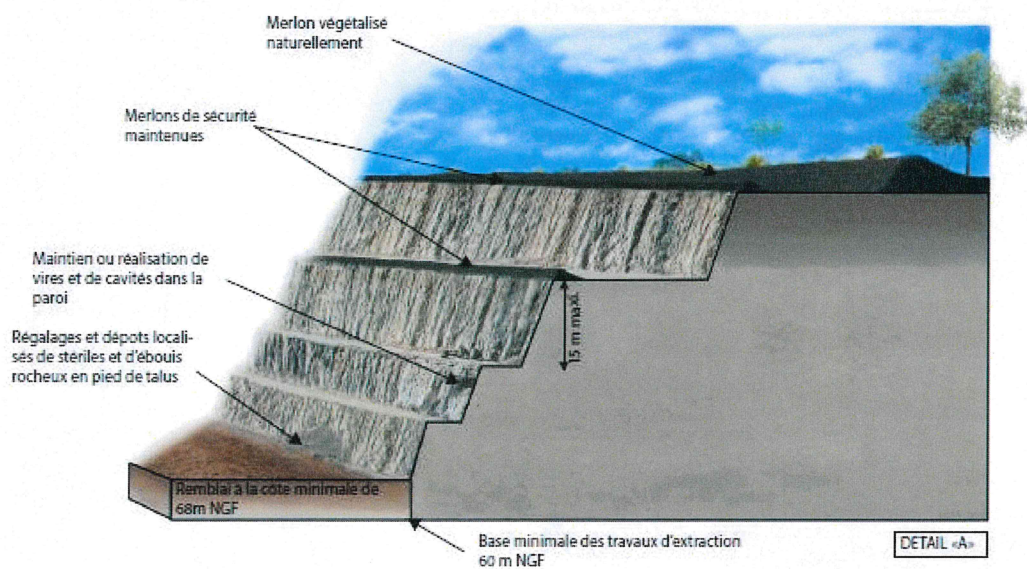 Merlon végétalisé
naturellement
Merlons de sécurité
maintenues
Maintien ou réalisation de
vires et de cavités dans la
paroi
15 m maxi.
Régalages et dépots locali-
sés de stériles et d'ébouis
rocheux en pied de talus
Remblai à la côte minimale de
68m NGF
Base minimale des travaux d'extraction
60 m NGF
DETAIL «A»